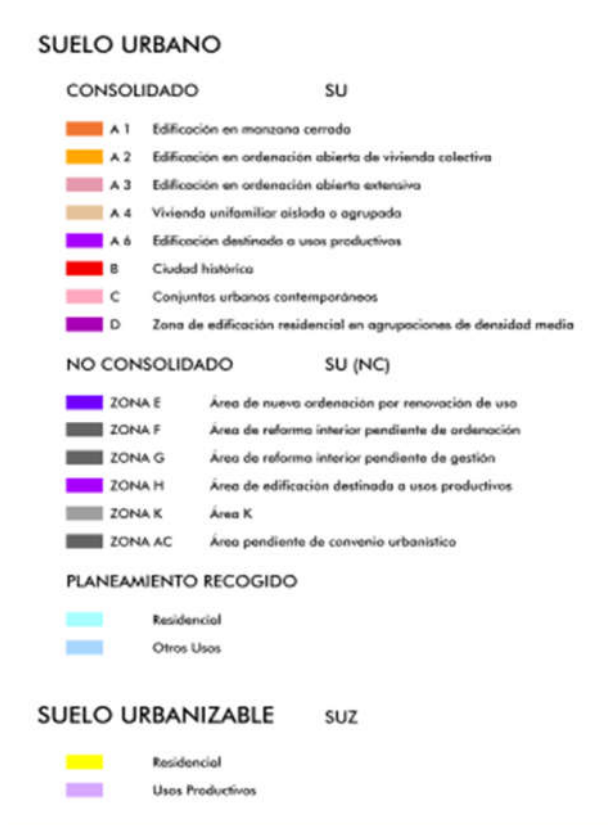 SUELO URBANO
CONSOLIDADO SU
A 1 Edificación en manzana cerrada
A 2 Edificación en ordenación abierta de vivienda colectiva
A 3 Edificación en ordenación abierta extensiva
A 4 Vivienda unifamiliar aislada o agrupada
A 6 Edificación destinada a usos productivos
B Ciudad histórica
C Conjuntos urbanos contemporáneos
D Zona de edificación residencial en agrupaciones de densidad media
NO CONSOLIDADO SU (NC)
ZONA E Área de nueva ordenación por renovación de uso
ZONA F Área de reforma interior pendiente de ordenación
ZONA G Área de reforma interior pendiente de gestión
ZONA H Área de edificación destinada a usos productivos
ZONA K Área K
ZONA AC Área pendiente de convenio urbanístico
PLANEAMIENTO RECOGIDO
Residencial
Otros Usos
SUELO URBANIZABLE SUZ
Residencial
Usos Productivos